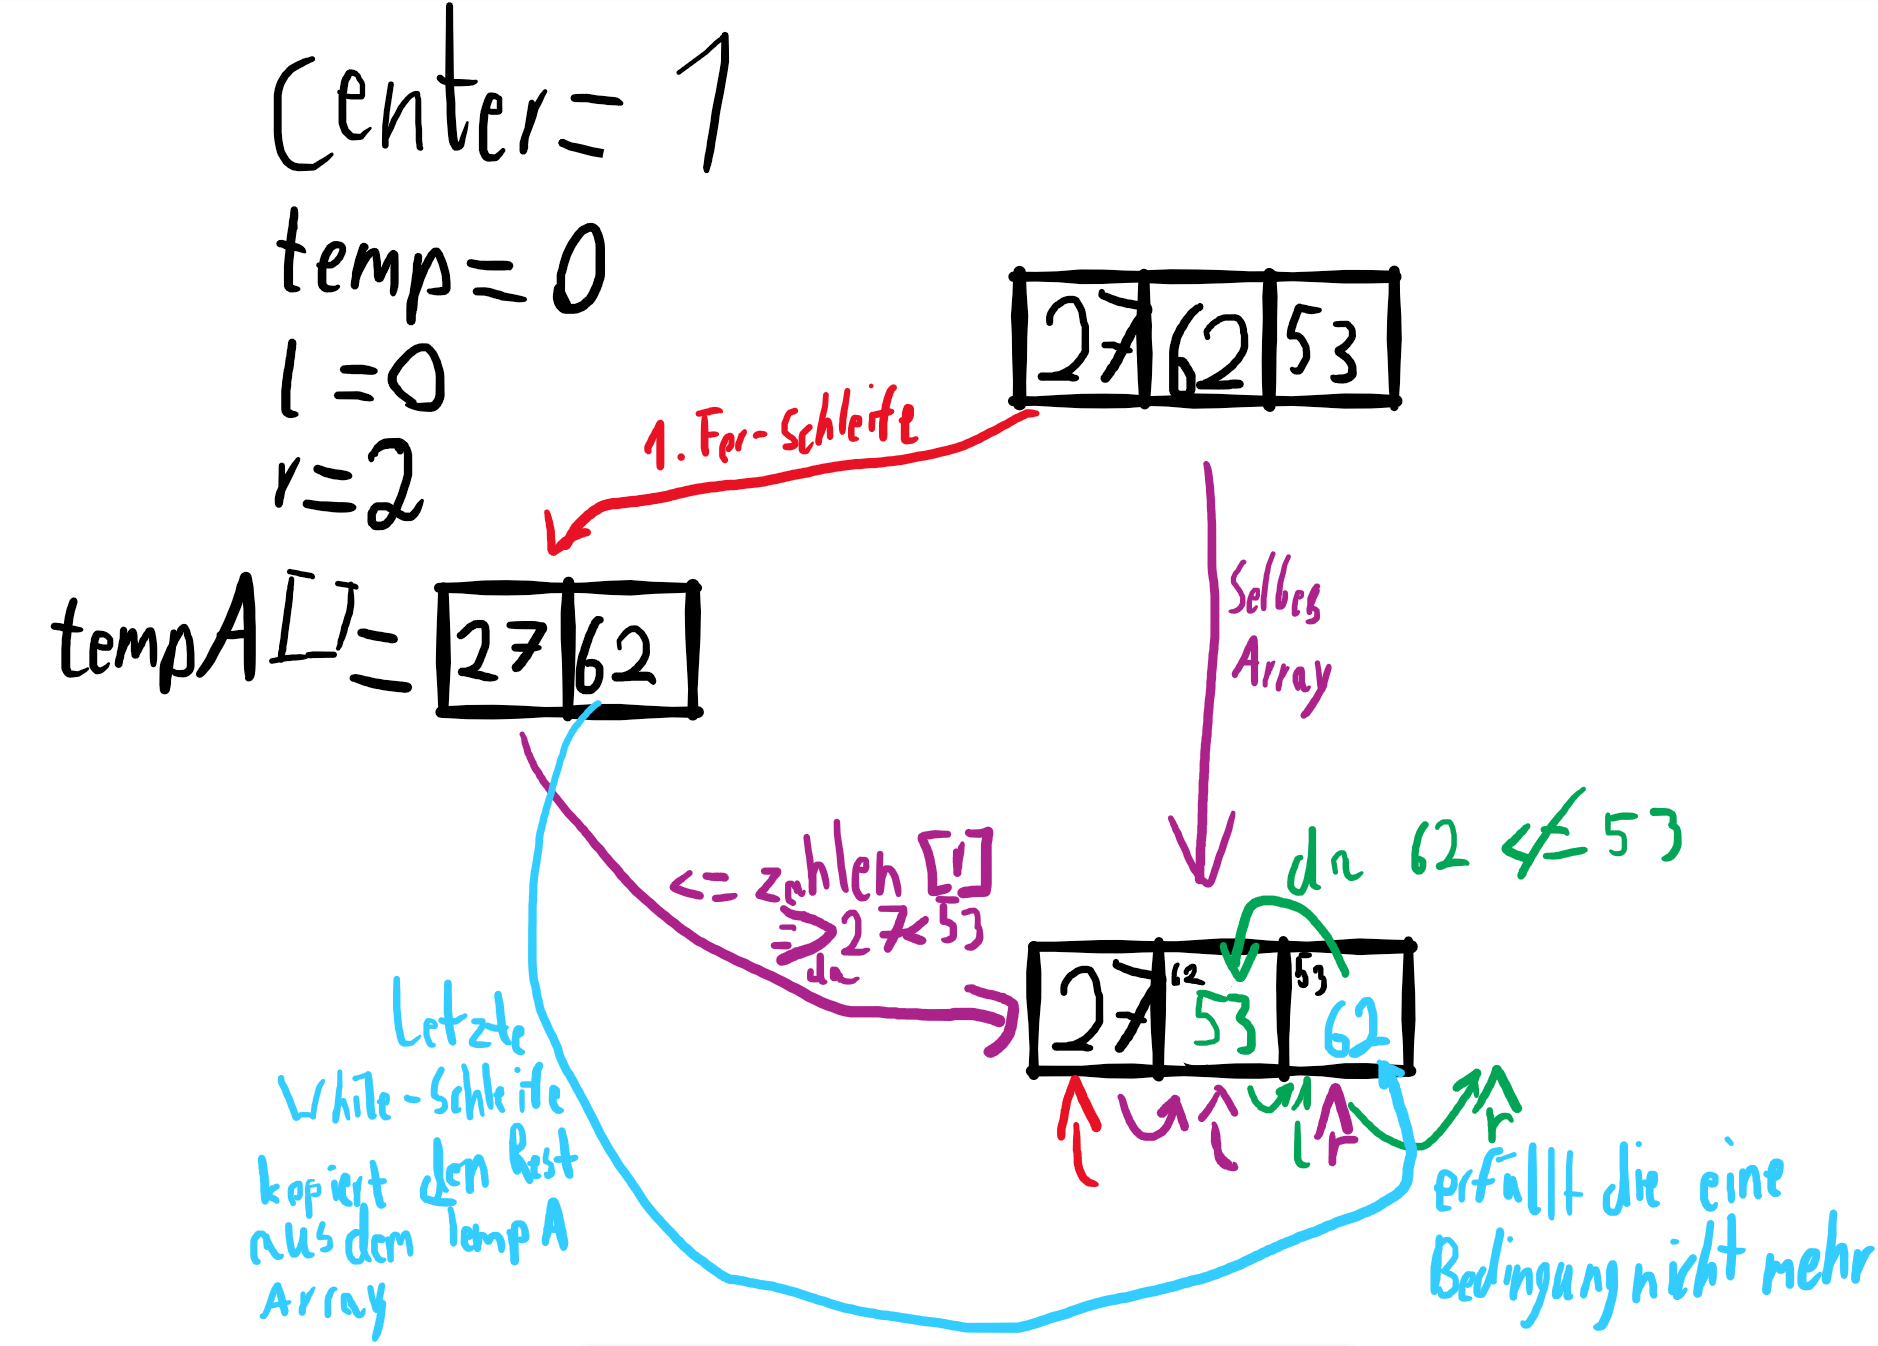 center= 1
temp= 0
l =0
r=2
27 62 53
1. For-Schleife
tempA[]= 27 62
Selbes
Array
<= zahlen [r]
=> 27<53
da
da 62 ≮= 53
27 62 53 53 62
l l l r r
Letzte
While-Schleife
kopiert den Rest
aus dem TempA
Array
erfüllt die eine
Bedingung nicht mehr